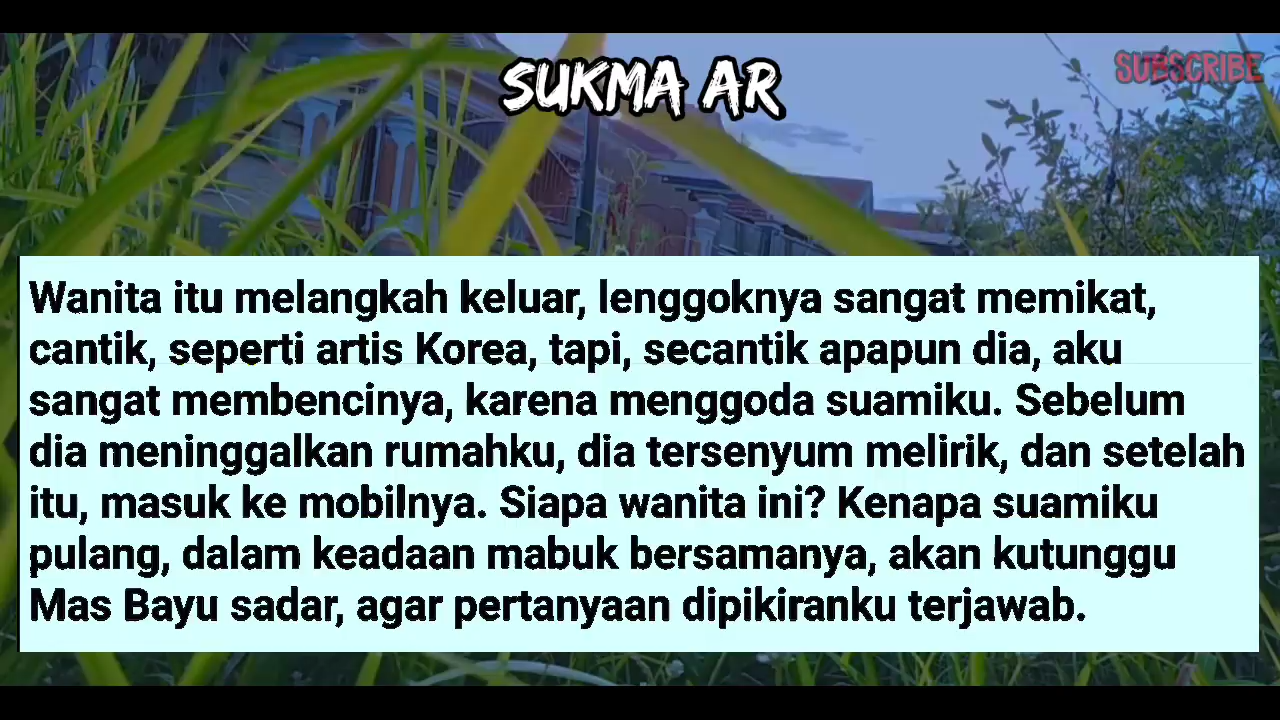 SUKMA AR
SUBSCRIBE
Wanita itu melangkah keluar, lenggoknya sangat memikat,
cantik, seperti artis Korea, tapi, secantik apapun dia, aku
sangat membencinya, karena menggoda suamiku. Sebelum
dia meninggalkan rumahku, dia tersenyum melirik, dan setelah
itu, masuk ke mobilnya. Siapa wanita ini? Kenapa suamiku
pulang, dalam keadaan mabuk bersamanya, akan kutunggu
Mas Bayu sadar, agar pertanyaan dipikiranku terjawab.